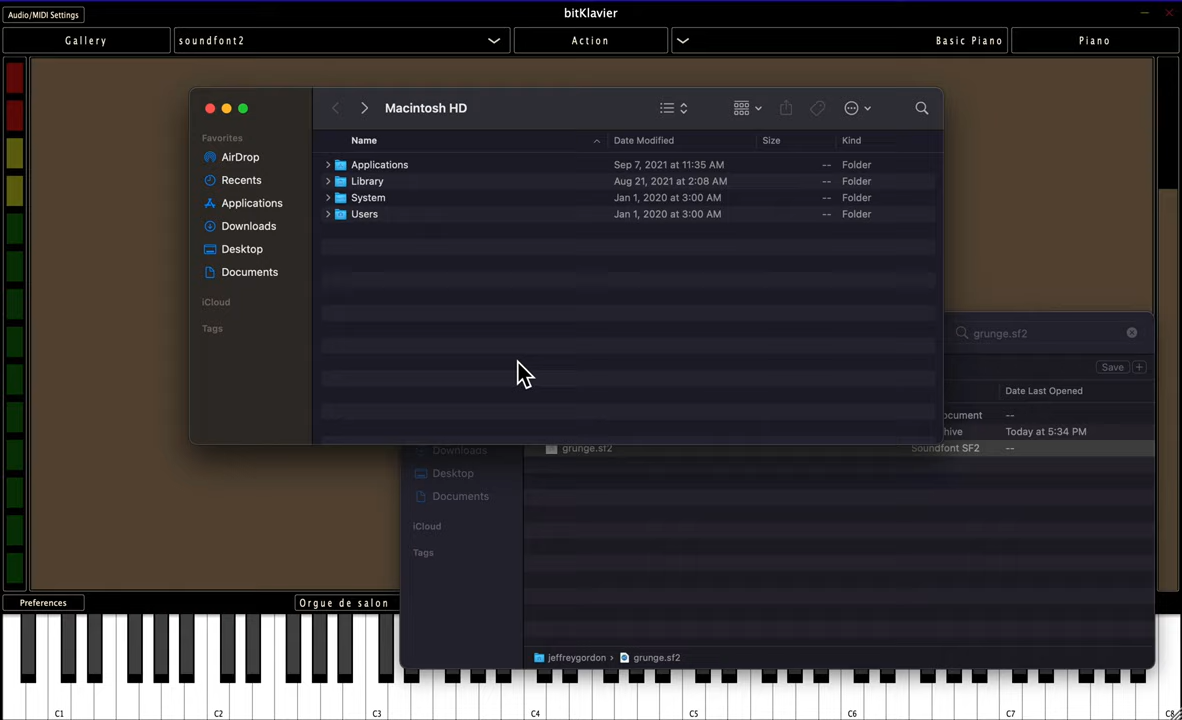 Audio/MIDI Settings
bitKlavier
Gallery
soundfont2
Action
Basic Piano
Piano
Macintosh HD
Favorites
AirDrop
Recents
Applications
Downloads
Desktop
Documents
iCloud
Tags
Name Date Modified Size Kind
Applications Sep 7, 2021 at 11:35 AM -- Folder
Library Aug 21, 2021 at 2:08 AM -- Folder
System Jan 1, 2020 at 3:00 AM -- Folder
Users Jan 1, 2020 at 3:00 AM -- Folder
grunge.sf2
Save +
Date Last Opened
ocument --
hive Today at 5:34 PM
grunge.sf2 Soundfont SF2 --
Downloads
Desktop
Documents
iCloud
Tags
jeffreygordon › grunge.sf2
Preferences
Orgue de salon
C1 C2 C3 C4 C5 C6 C7 C8